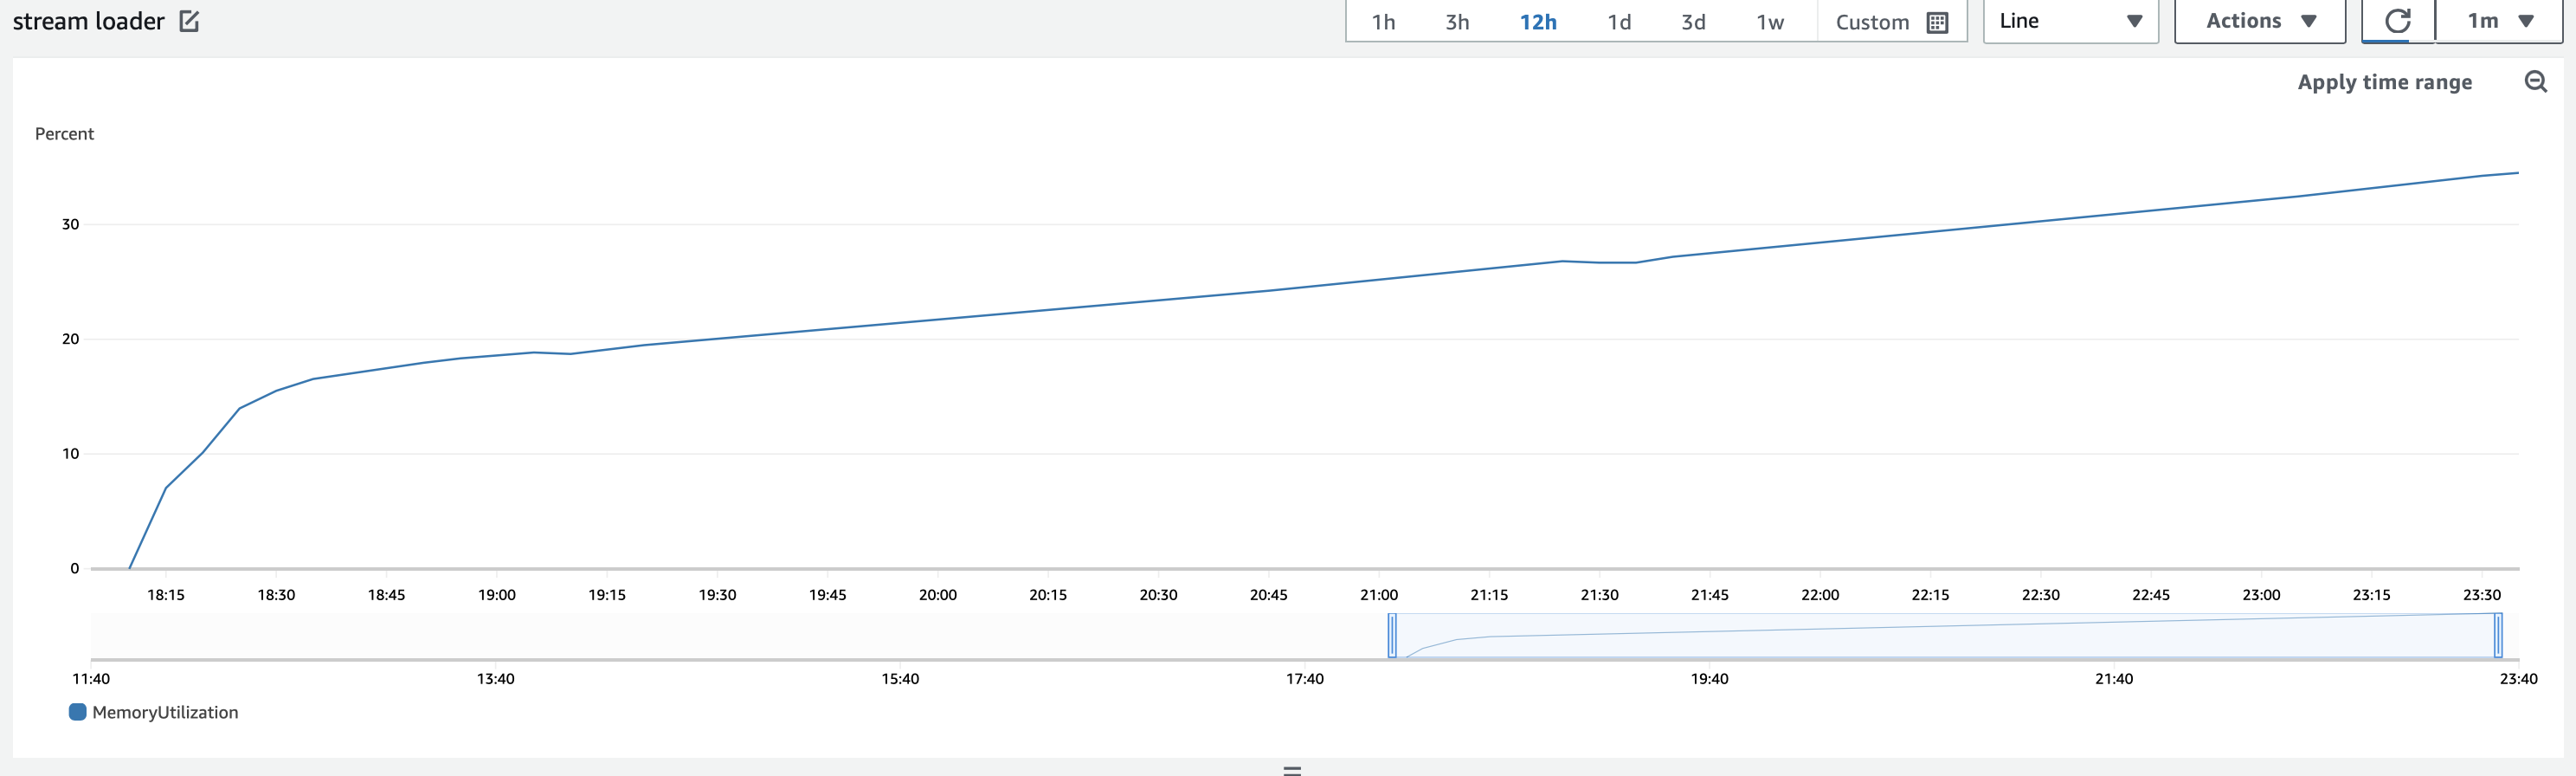 stream loader 1h 3h 12h 1d 3d 1w Custom Line Actions 1m
Apply time range
Percent
30
20
10
0
18:15 18:30 18:45 19:00 19:15 19:30 19:45 20:00 20:15 20:30 20:45 21:00 21:15 21:30 21:45 22:00 22:15 22:30 22:45 23:00 23:15 23:30
11:40 13:40 15:40 17:40 19:40 21:40 23:40
MemoryUtilization